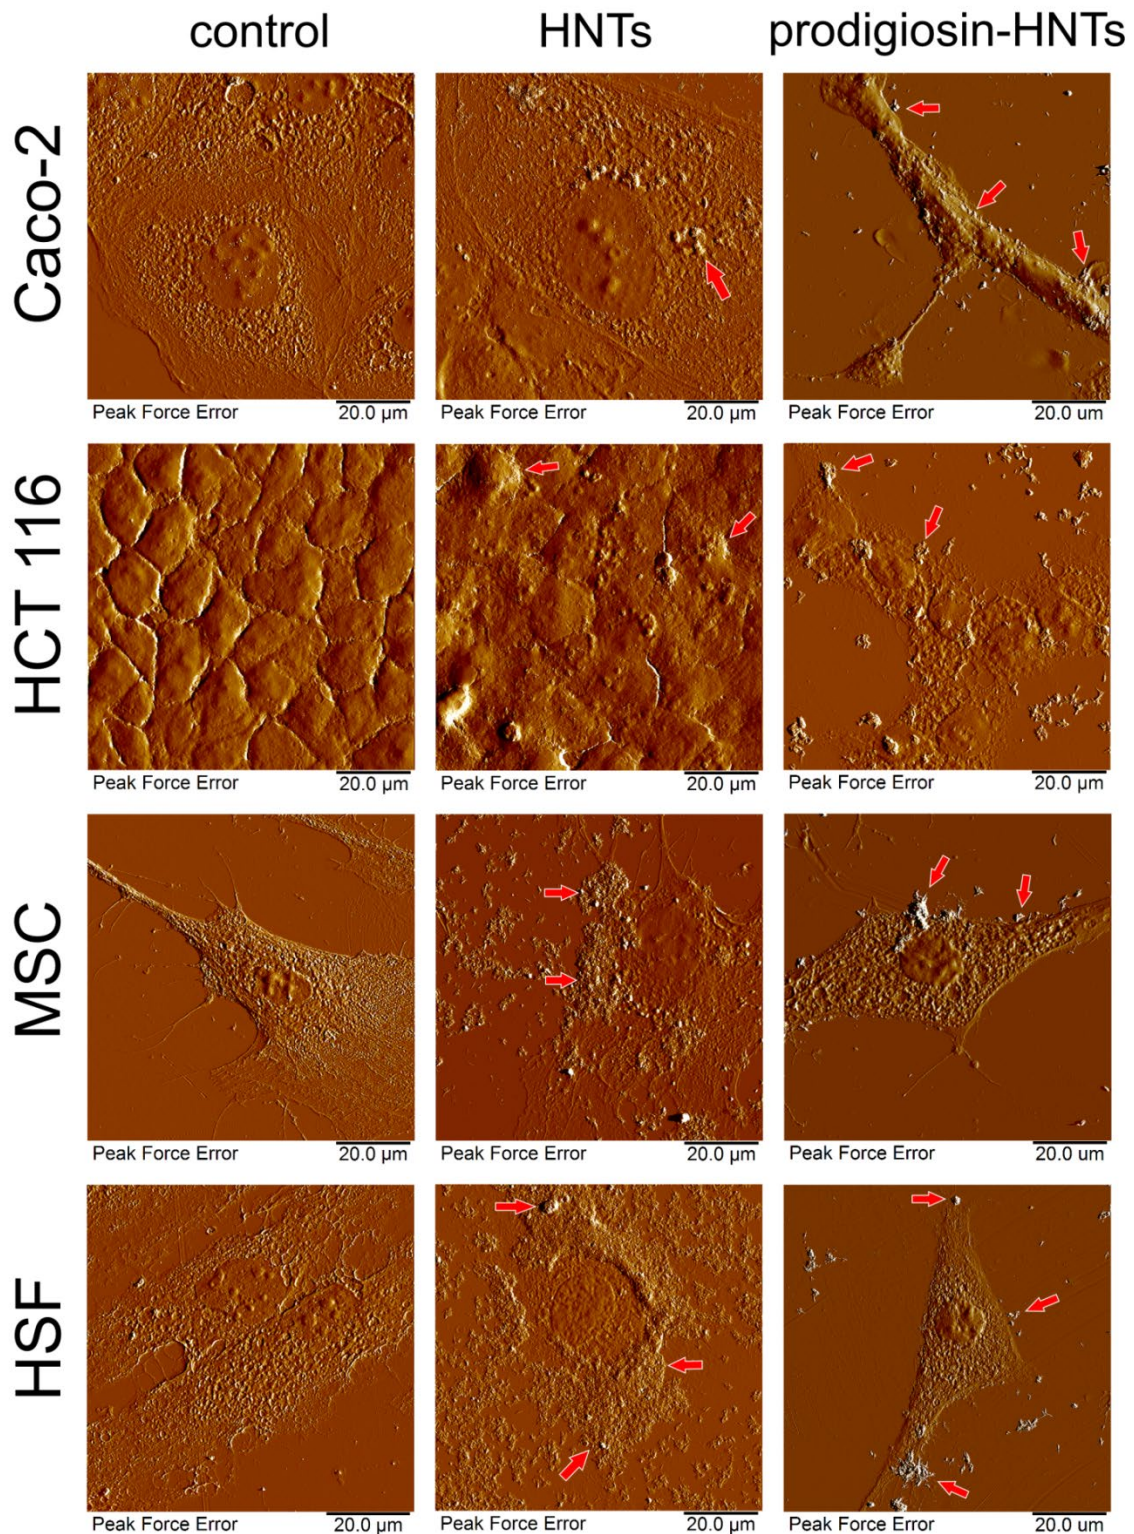 control HNTs prodigiosin-HNTs
Caco-2
Peak Force Error 20.0 µm Peak Force Error 20.0 µm Peak Force Error 20.0 um
HCT 116
Peak Force Error 20.0 µm Peak Force Error 20.0 µm Peak Force Error 20.0 um
MSC
Peak Force Error 20.0 µm Peak Force Error 20.0 µm Peak Force Error 20.0 um
HSF
Peak Force Error 20.0 µm Peak Force Error 20.0 µm Peak Force Error 20.0 um